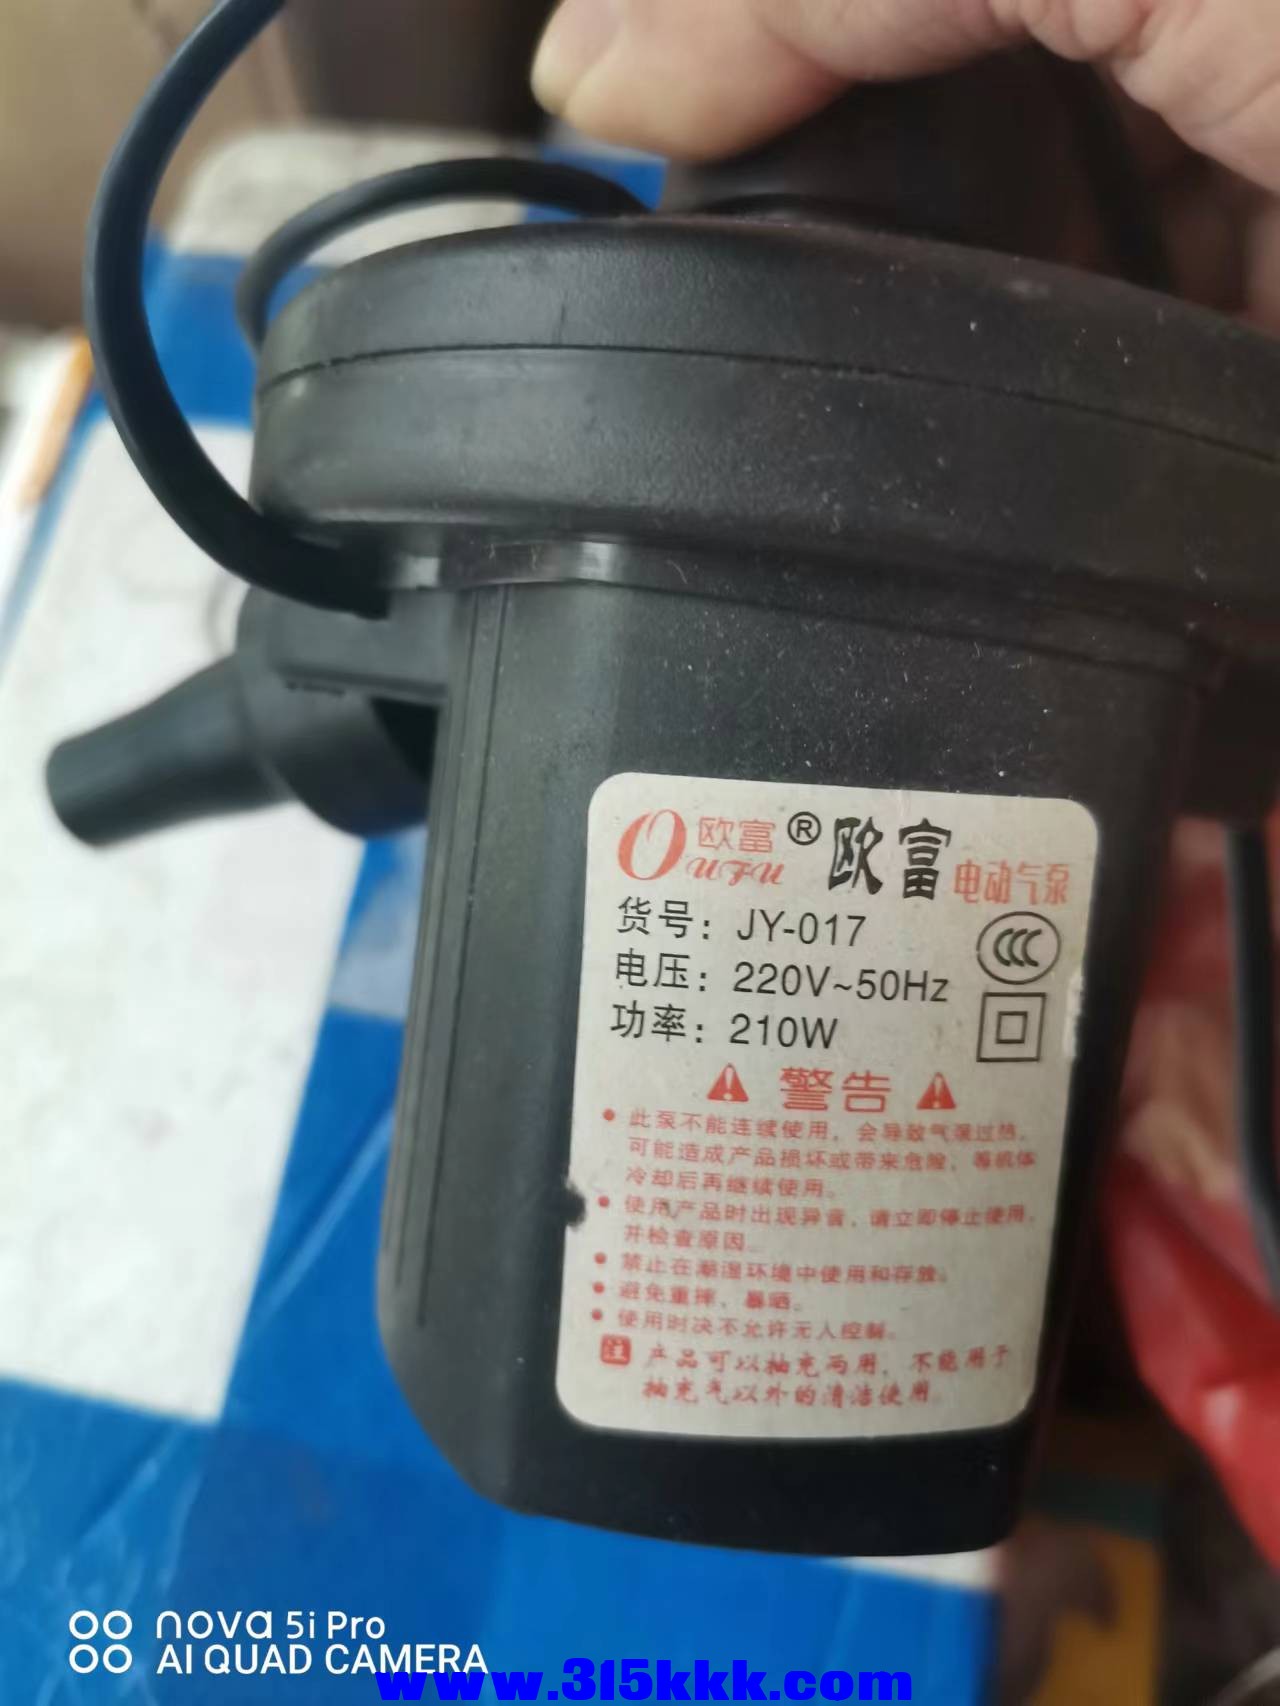 欧富® 欧富 电动气泵
OUFU
货号：JY-017
电压：220V~50Hz
功率：210W
CCC
警告
此泵不能连续使用，会导致气泵过热，
可能造成产品损坏或带来危险，等机体
冷却后再继续使用。
使用产品时出现异音，请立即停止使用，
并检查原因。
禁止在潮湿环境中使用和存放。
避免重摔、暴晒。
使用时决不允许无人控制。
注 产品可以抽充两用，不能用于
抽充气以外的清洁使用。
nova 5i Pro
AI QUAD CAMERA
www.315kkk.com